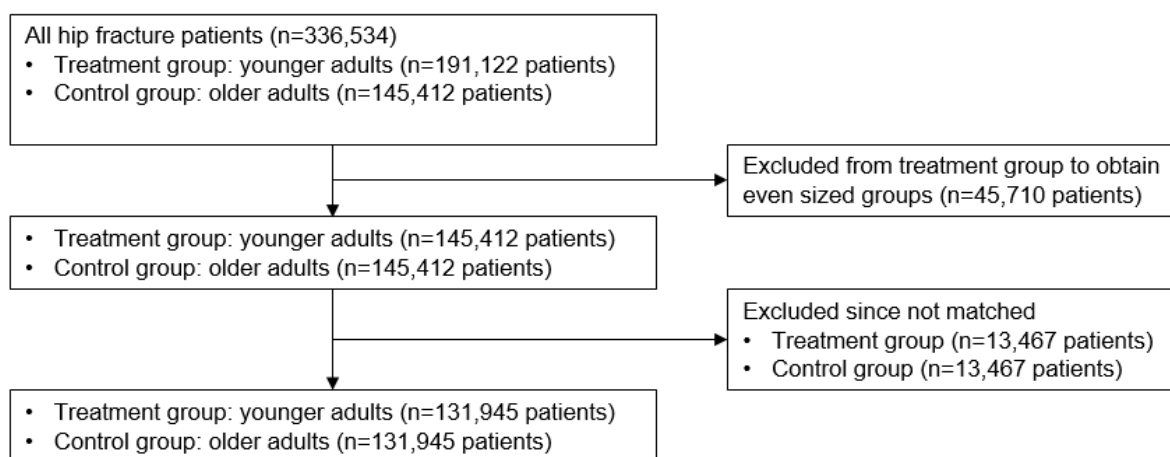 All hip fracture patients (n=336,534)
• Treatment group: younger adults (n=191,122 patients)
• Control group: older adults (n=145,412 patients)
Excluded from treatment group to obtain
even sized groups (n=45,710 patients)
• Treatment group: younger adults (n=145,412 patients)
• Control group: older adults (n=145,412 patients)
Excluded since not matched
• Treatment group (n=13,467 patients)
• Control group (n=13,467 patients)
• Treatment group: younger adults (n=131,945 patients)
• Control group: older adults (n=131,945 patients)